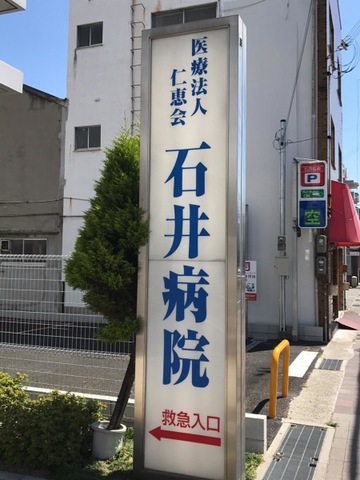 医療法人
仁恵会
石井病院
救急入口
P
空